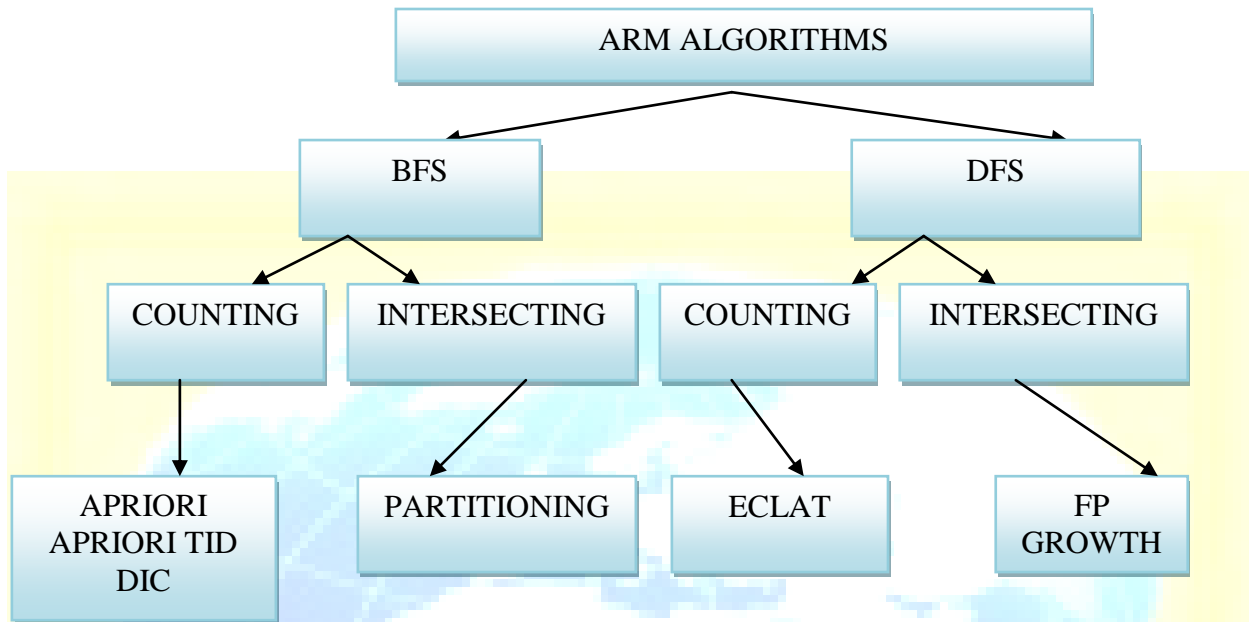 ARM ALGORITHMS
BFS
DFS
COUNTING
INTERSECTING
COUNTING
INTERSECTING
APRIORI
APRIORI TID
DIC
PARTITIONING
ECLAT
FP
GROWTH